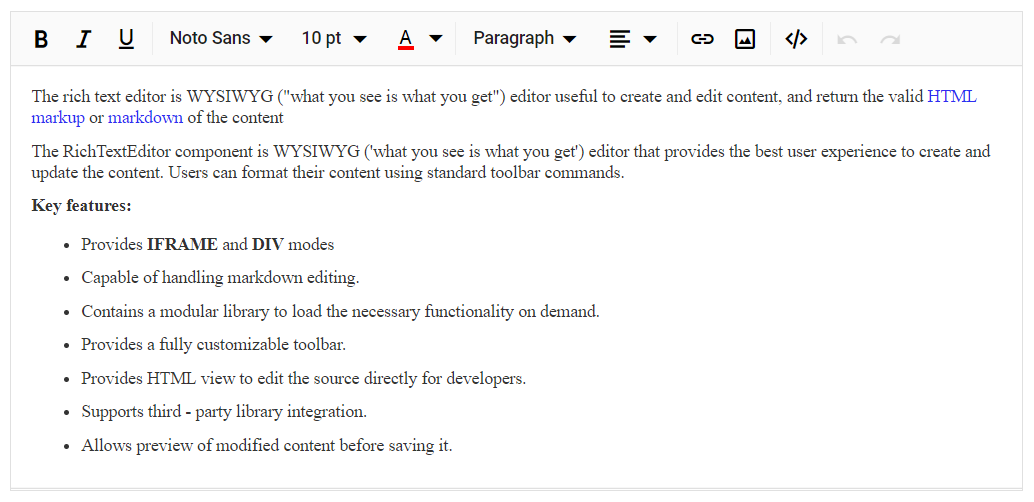 B I U Noto Sans 10 pt A Paragraph </>
The rich text editor is WYSIWYG ("what you see is what you get") editor useful to create and edit content, and return the valid HTML
markup or markdown of the content
The RichTextEditor component is WYSIWYG ('what you see is what you get') editor that provides the best user experience to create and
update the content. Users can format their content using standard toolbar commands.
Key features:
• Provides IFRAME and DIV modes
• Capable of handling markdown editing.
• Contains a modular library to load the necessary functionality on demand.
• Provides a fully customizable toolbar.
• Provides HTML view to edit the source directly for developers.
• Supports third - party library integration.
• Allows preview of modified content before saving it.